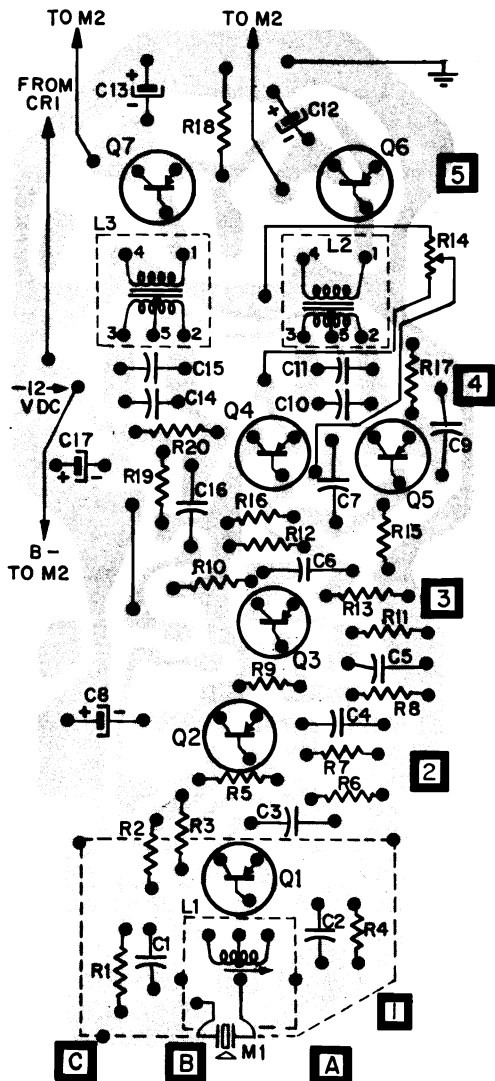 TO M2
TO M2
FROM
CR1
+
C13
-
R18
+
C12
-
Q7
Q6
5
L3
4
1
3
5
2
L2
4
1
3
5
2
R14
C15
C11
R17
4
-12
VDC
C14
C10
Q4
C9
R20
C17
+
-
R19
C16
C7
Q5
R16
R12
R15
B-
TO M2
C6
R10
R13
3
R11
Q3
R9
C5
R8
C8
+
-
C4
Q2
R7
2
R5
R6
C3
R2
R3
Q1
L1
C2
R4
R1
C1
1
M1
C
B
A